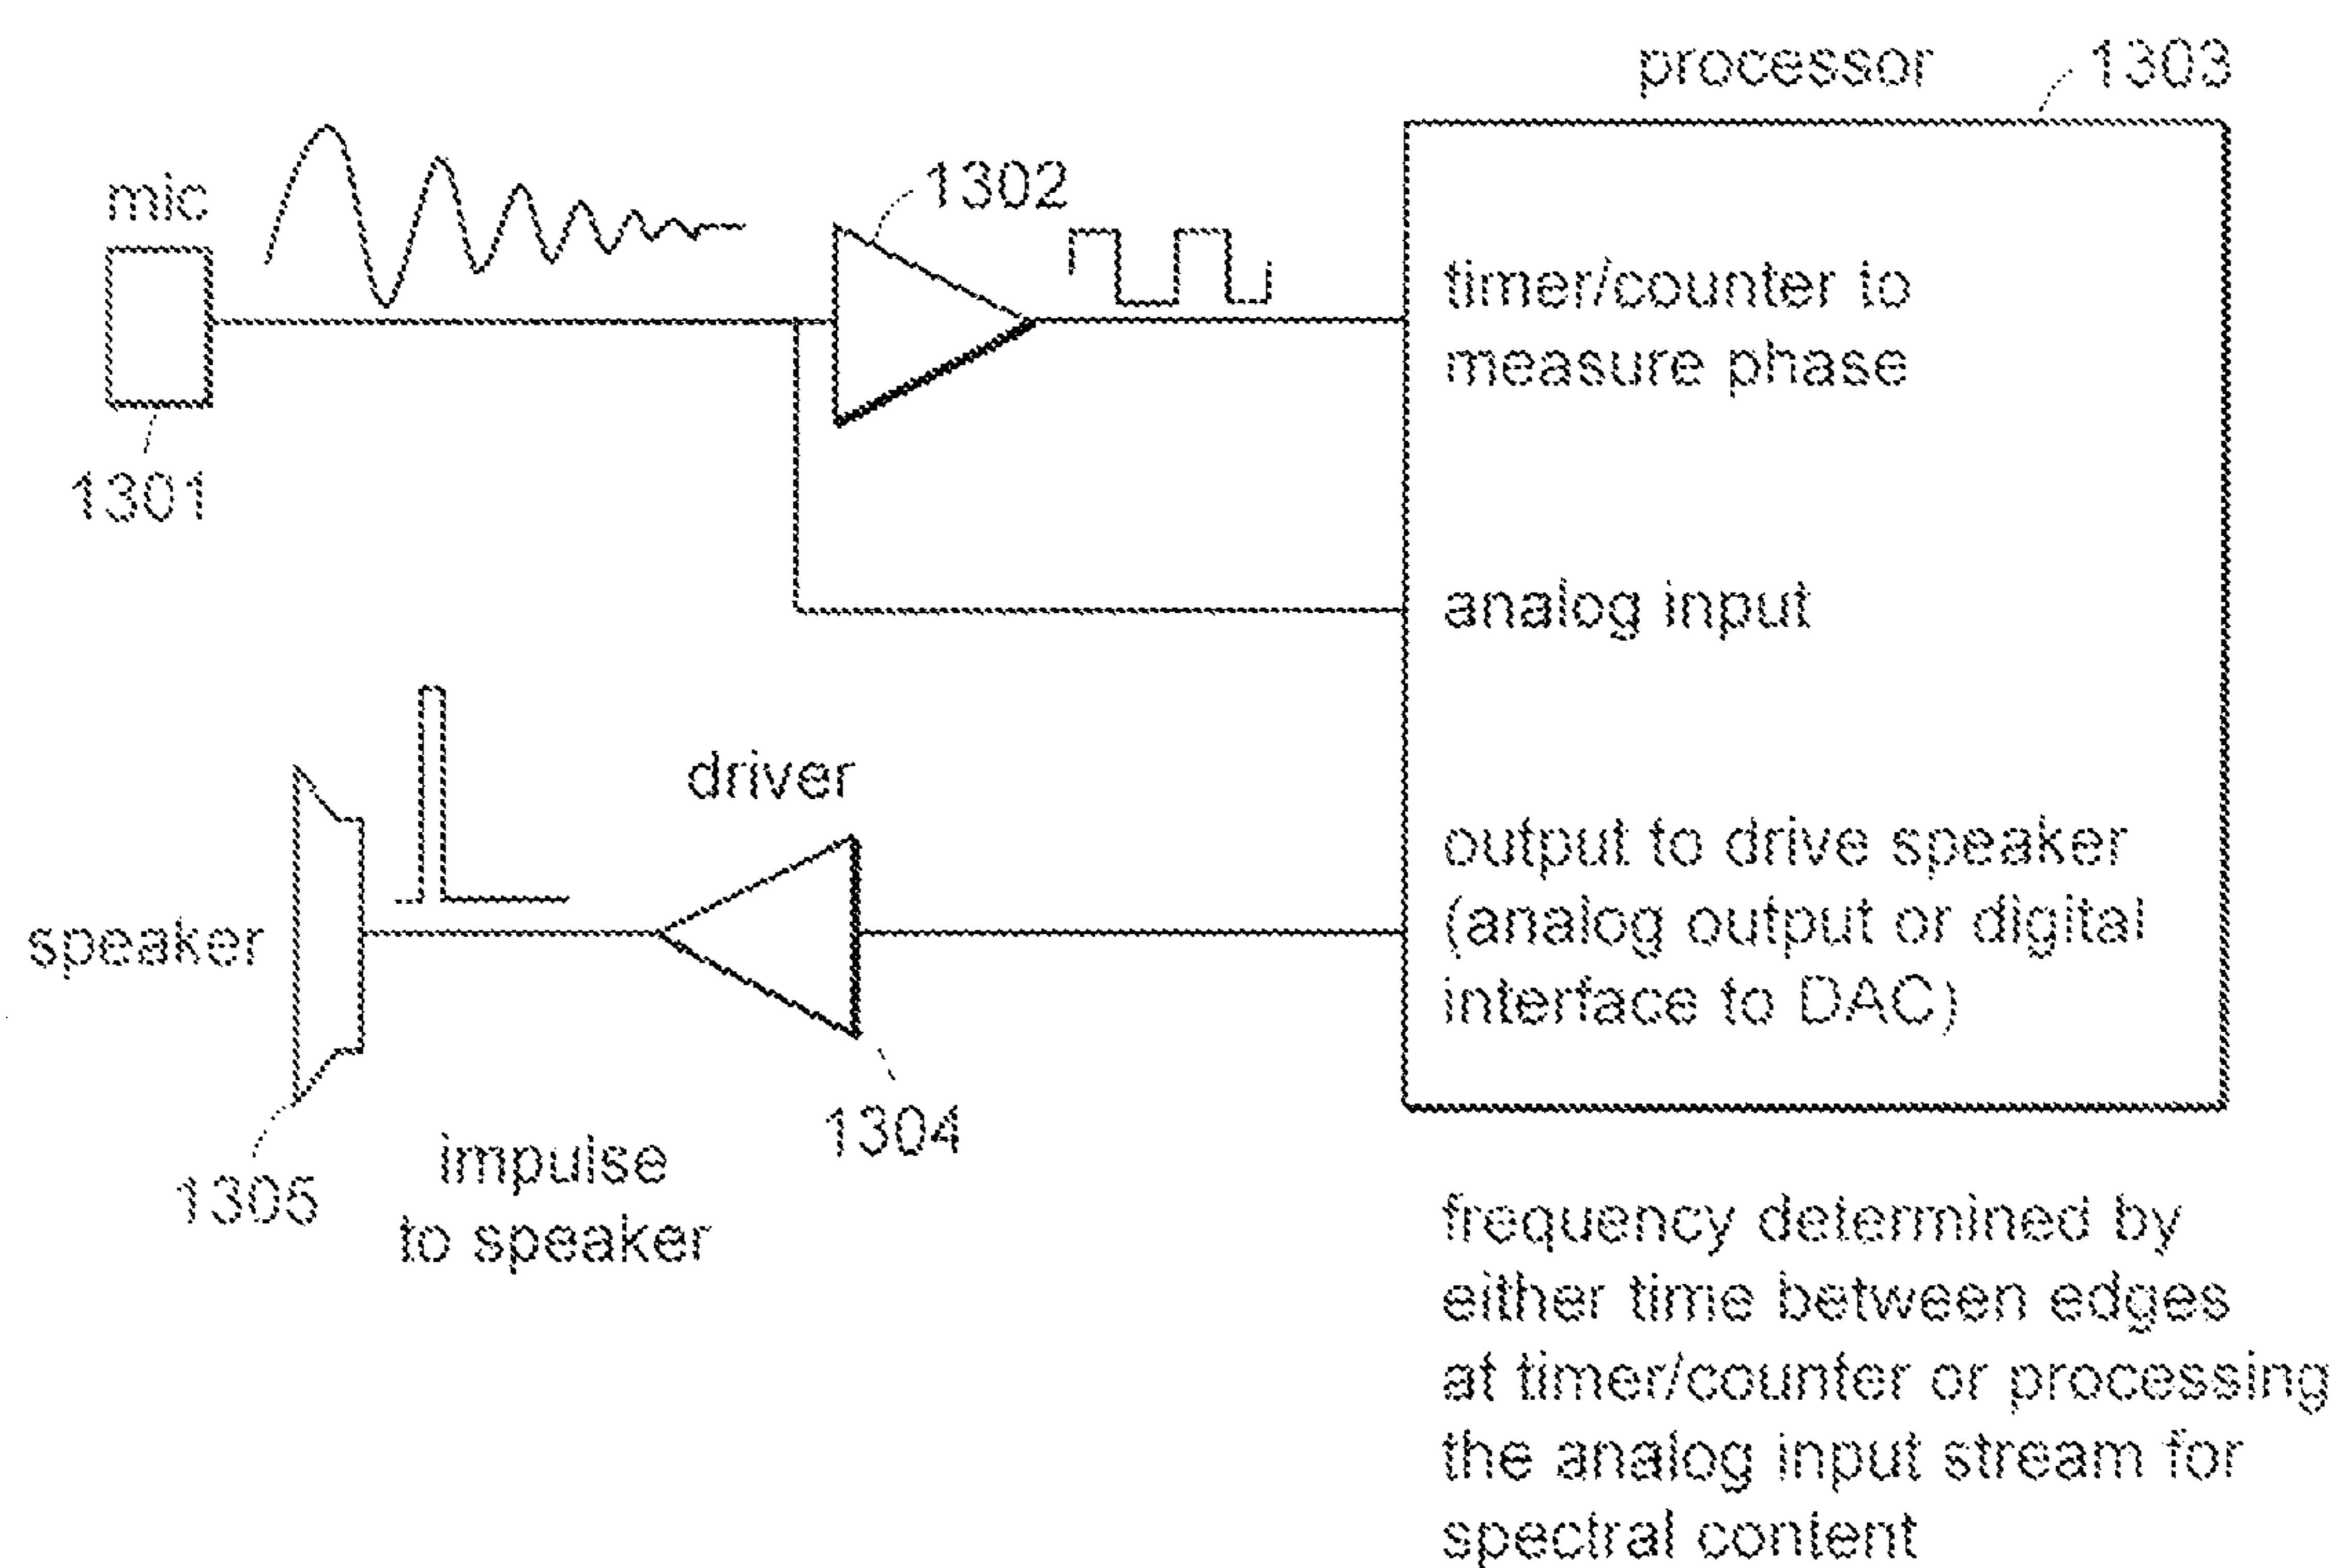 processor
1303
mic
1302
timer/counter to
measure phase
1301
analog input
driver
output to drive speaker
(analog output or digital
interface to DAC)
speaker
1304
impulse
to speaker
1305
frequency determined by
either time between edges
at timer/counter or processing
the analog input stream for
spectral content